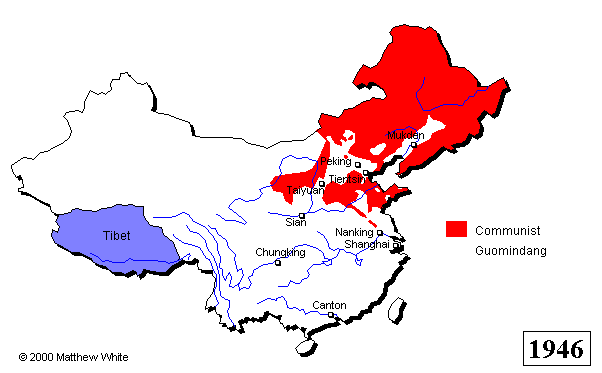 Mukden
Peking
Tientsin
Taiyuan
Sian
Nanking
Shanghai
Tibet
Chungking
Canton
Communist
Guomindang
1946
© 2000 Matthew White